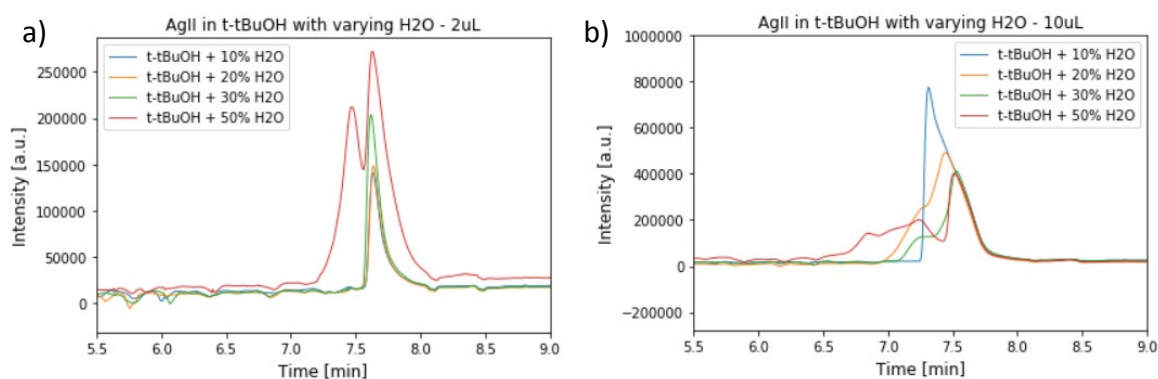 a)
AgII in t-tBuOH with varying H2O - 2uL
t-tBuOH + 10% H2O
t-tBuOH + 20% H2O
t-tBuOH + 30% H2O
t-tBuOH + 50% H2O
Intensity [a.u.]
250000
200000
150000
100000
50000
0
5.5 6.0 6.5 7.0 7.5 8.0 8.5 9.0
Time [min]
b)
AgII in t-tBuOH with varying H2O - 10uL
t-tBuOH + 10% H2O
t-tBuOH + 20% H2O
t-tBuOH + 30% H2O
t-tBuOH + 50% H2O
Intensity [a.u.]
1000000
800000
600000
400000
200000
0
−200000
5.5 6.0 6.5 7.0 7.5 8.0 8.5 9.0
Time [min]